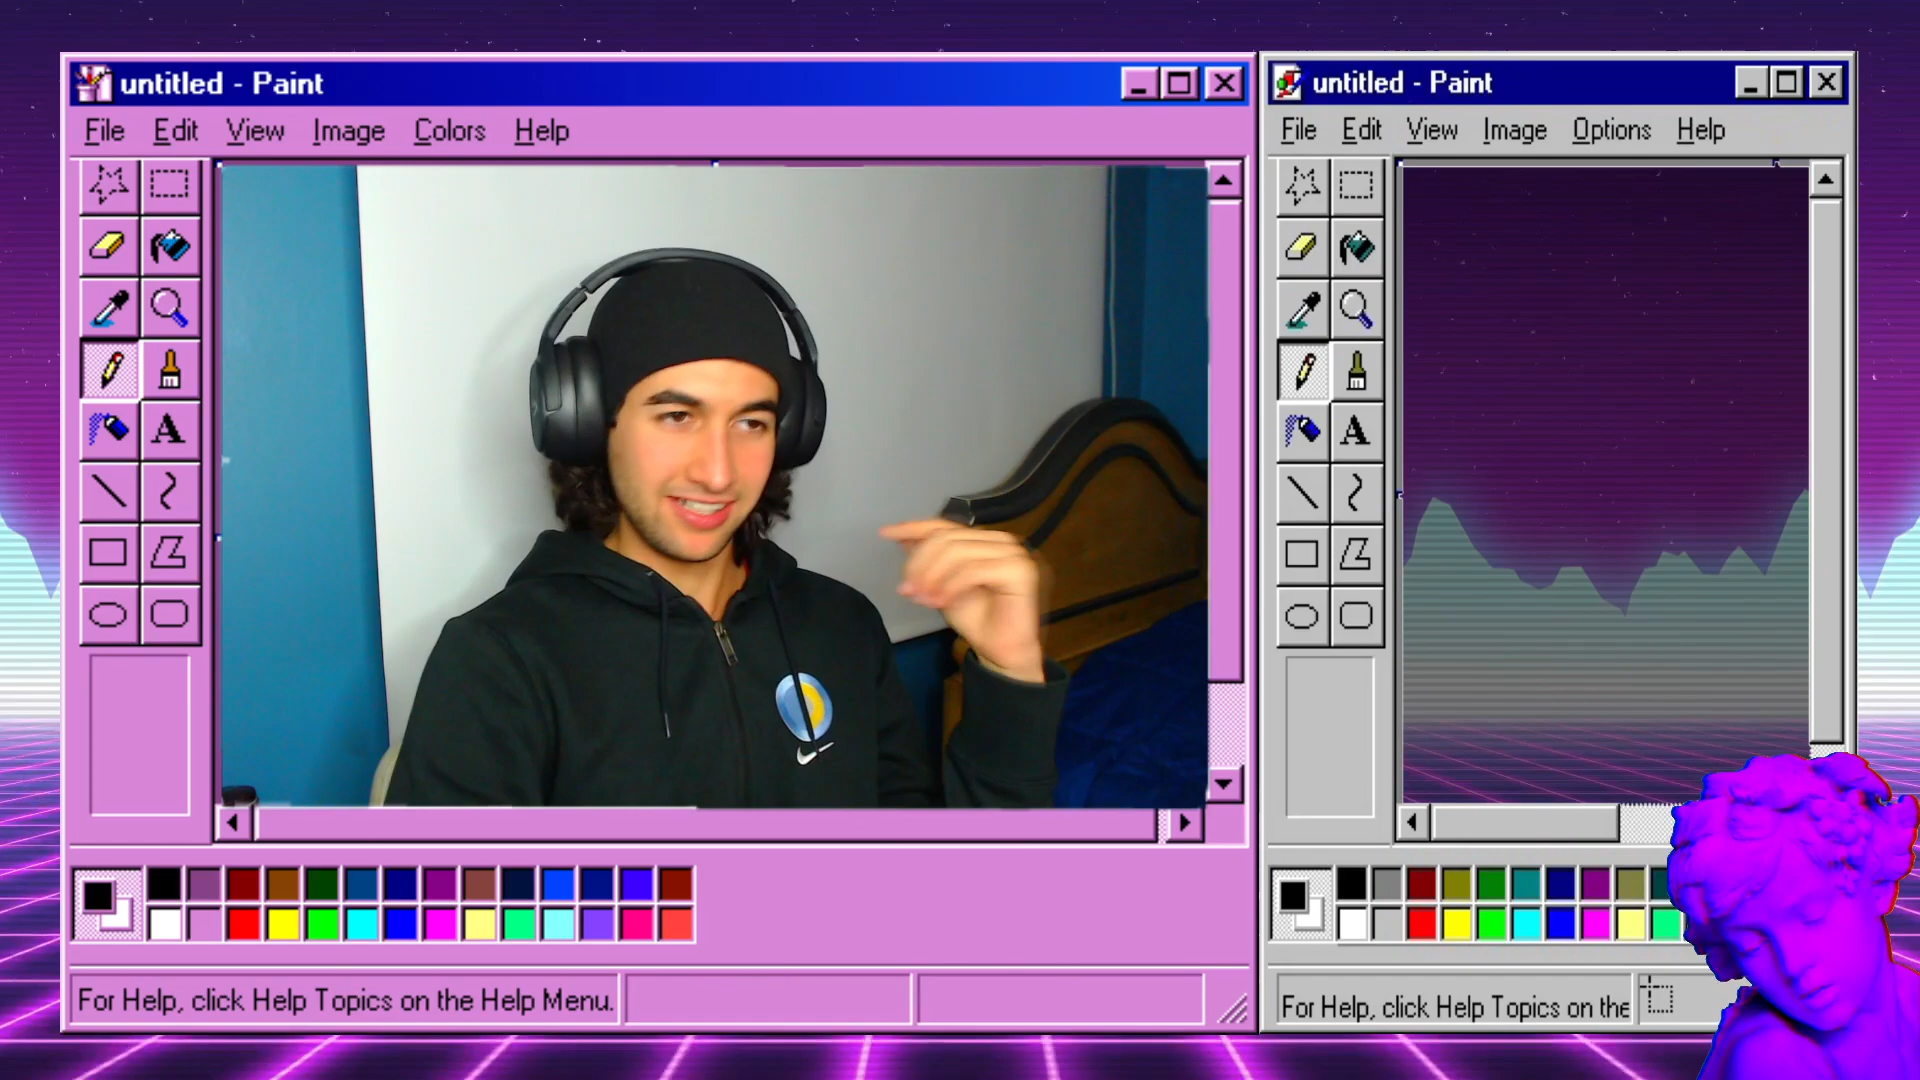 untitled - Paint
File Edit View Image Colors Help
A
For Help, click Help Topics on the Help Menu.
untitled - Paint
File Edit View Image Options Help
A
For Help, click Help Topics on the